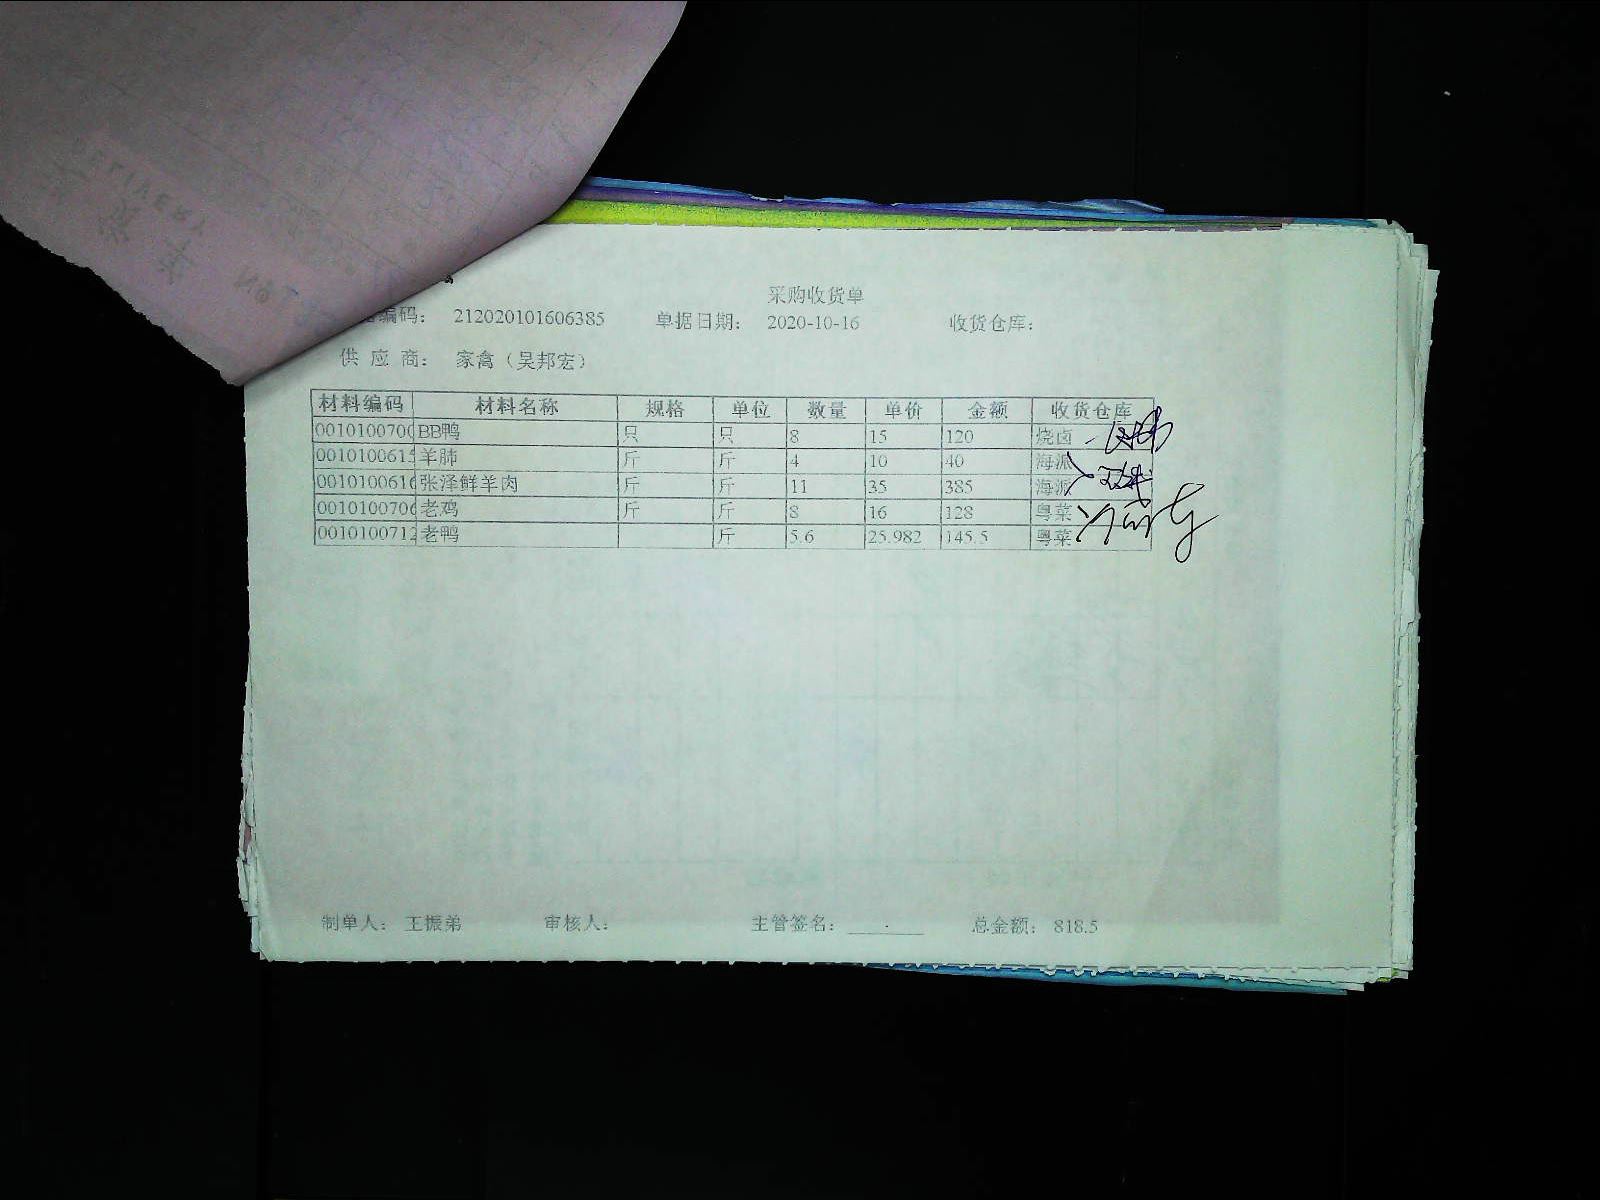 采购收货单
编码： 212020101606385 单据日期： 2020-10-16 收货仓库：
供 应 商： 家禽（吴邦宏）
材料编码 材料名称 规格 单位 数量 单价 金额 收货仓库
0010100700 BB鸭 只 只 8 15 120 烧卤
0010100615 羊肺 斤 斤 4 10 40 海派
0010100616 张泽鲜羊肉 斤 斤 11 35 385 海派
0010100706 老鸡 斤 斤 8 16 128 粤菜
0010100712 老鸭 斤 5.6 25.982 145.5 粤菜
制单人： 王振弟 审核人： 主管签名： 总金额： 818.5